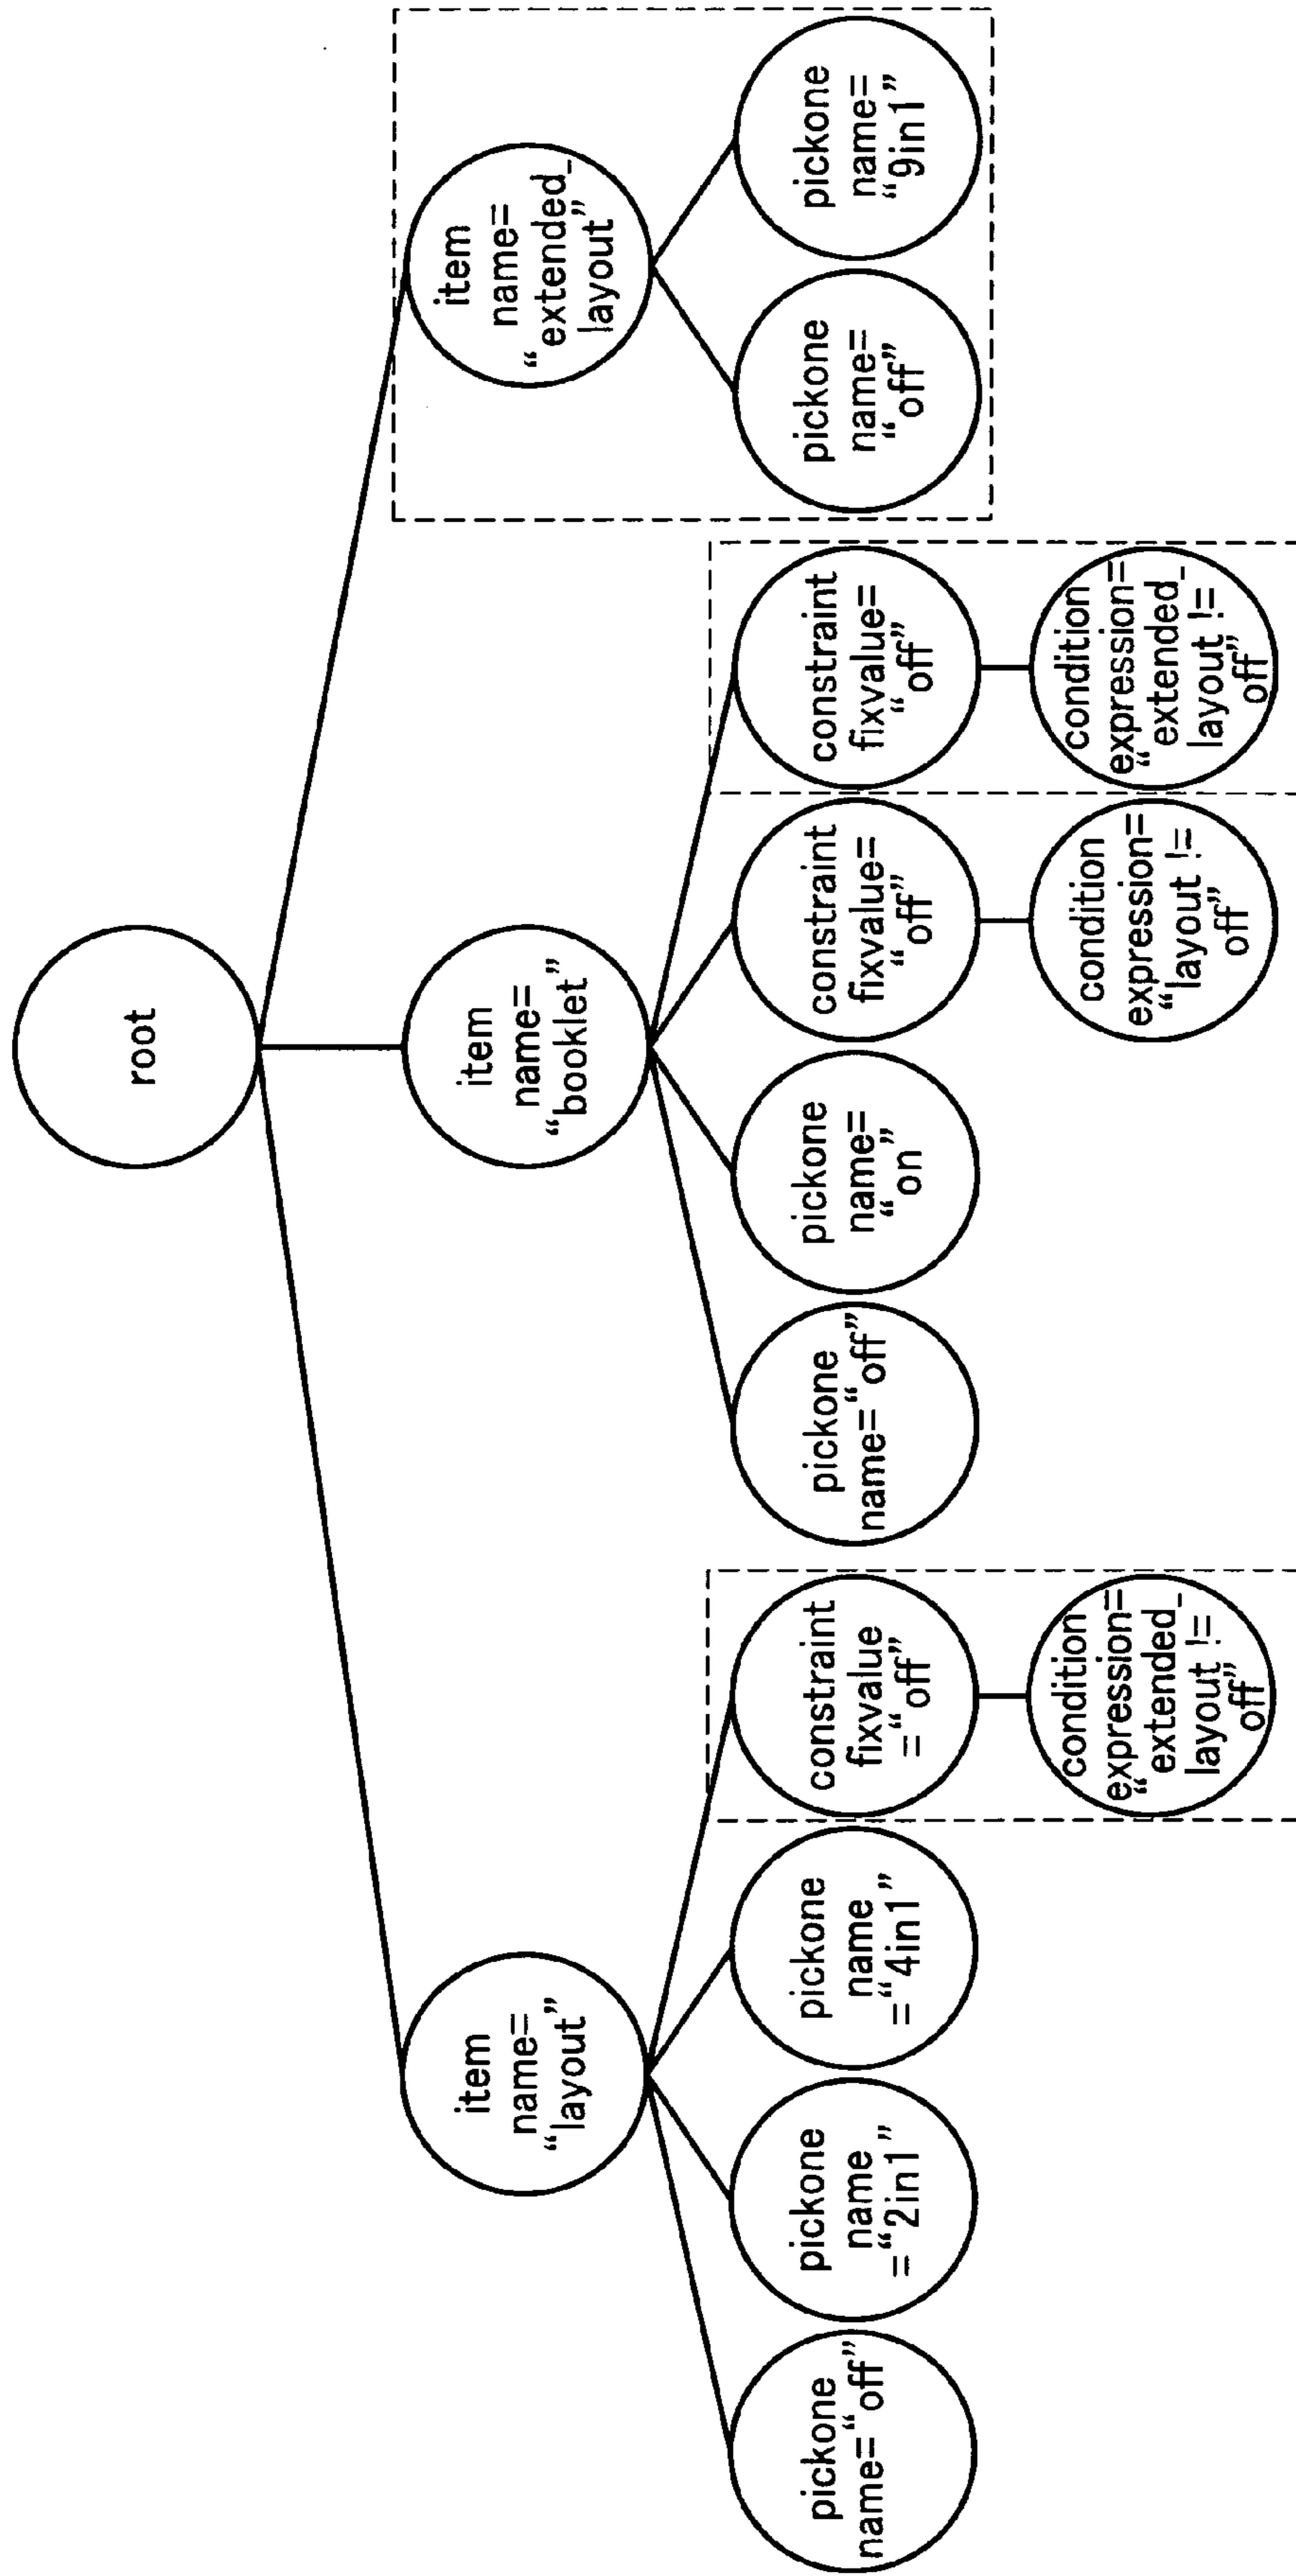 root
item
name=
“layout”
item
name=
“booklet”
item
name=
“extended_
layout”
pickone
name=“off”
pickone
name
=“2in1”
pickone
name
=“4in1”
constraint
fixvalue
=“off”
pickone
name=“off”
pickone
name=
“on”
constraint
fixvalue=
“off”
constraint
fixvalue=
“off”
pickone
name=
“off”
pickone
name=
“9in1”
condition
expression=
“extended_
layout !=
off”
condition
expression=
“layout !=
off”
condition
expression=
“extended_
layout !=
off”